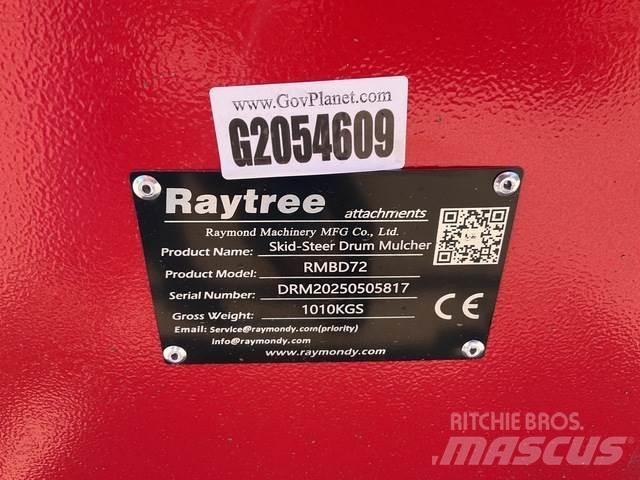 www.GovPlanet.com
G2054609
Raytree attachments
Raymond Machinery MFG Co., Ltd.
Product Name: Skid-Steer Drum Mulcher
Product Model: RMBD72
Serial Number: DRM20250505817
Gross Weight: 1010KGS
CE
Email: Service@raymondy.com(priority)
Info@raymondy.com
www.raymondy.com
RITCHIE BROS.
MASCUS